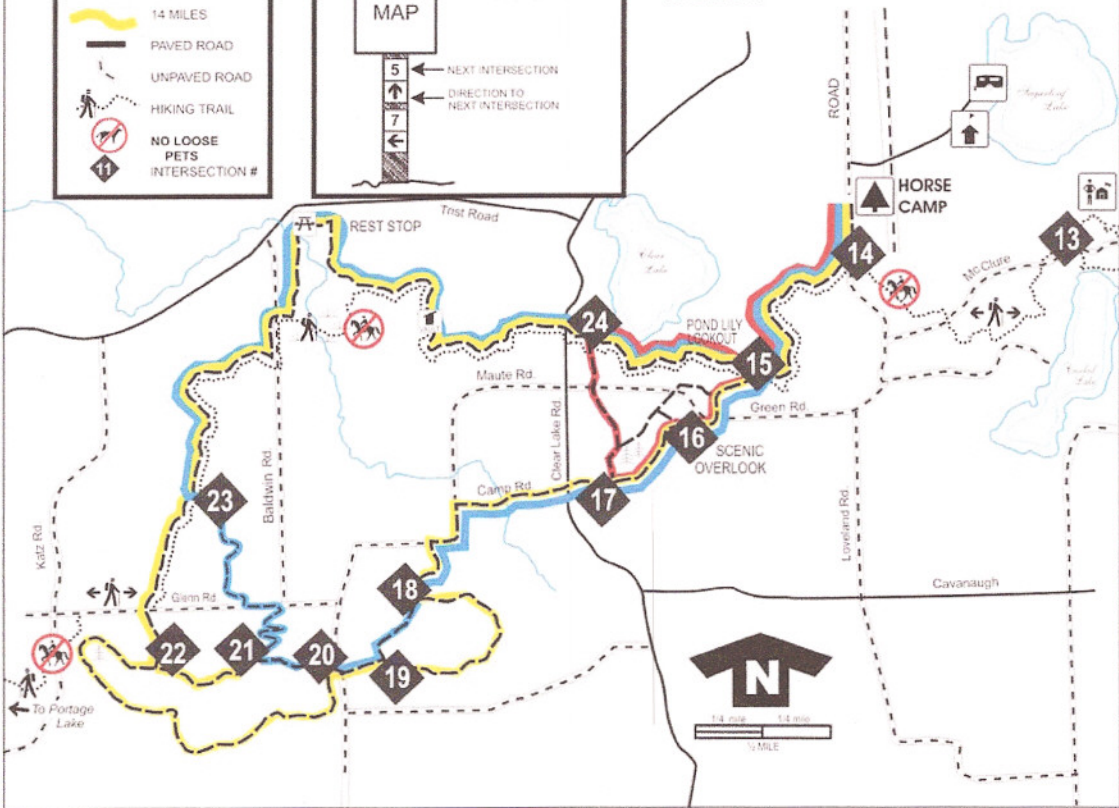 14 MILES
PAVED ROAD
UNPAVED ROAD
HIKING TRAIL
NO LOOSE
PETS
11
INTERSECTION #
MAP
5
NEXT INTERSECTION
DIRECTION TO
NEXT INTERSECTION
7
ROAD
HORSE
CAMP
14
13
McClure
Trist Road
REST STOP
Clear
Lake
24
POND LILY
LOOKOUT
15
Maute Rd.
Clear Lake Rd.
Green Rd.
16
SCENIC
OVERLOOK
17
Camp Rd.
Baldwin Rd.
23
Katz Rd.
Loveland Rd.
Cavanaugh
18
Glenn Rd.
22
21
20
19
To Portage
Lake
N
1/4 mile
1/4 mile
1/2 MILE